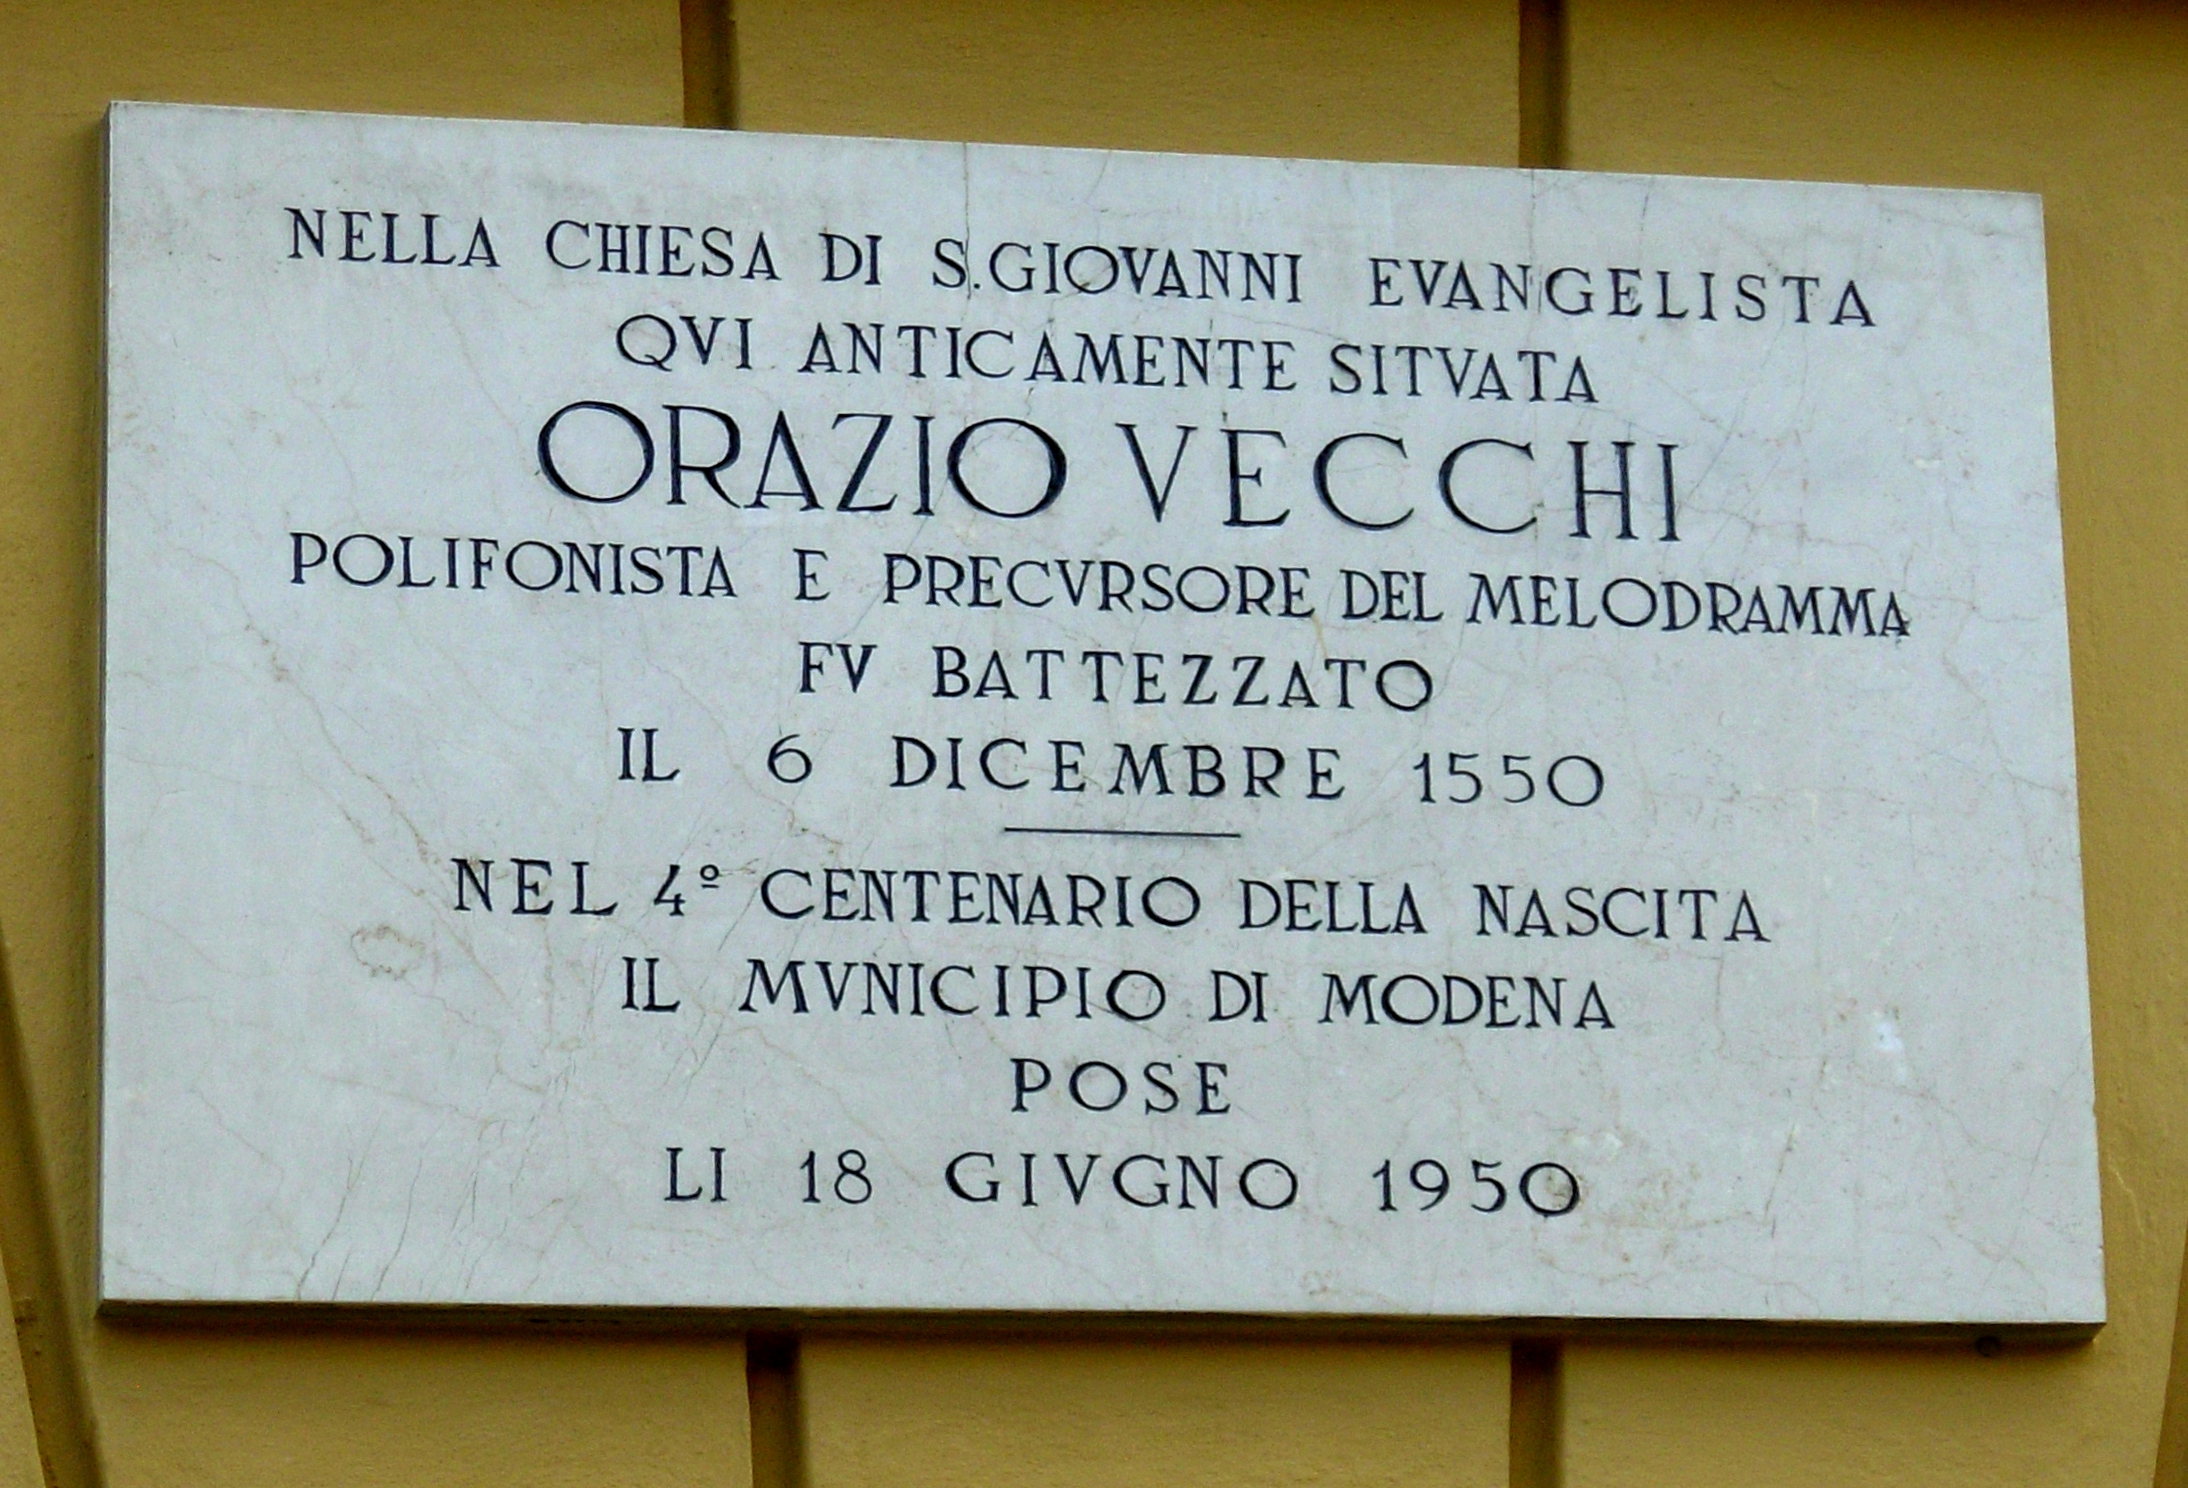 NELLA CHIESA DI S.GIOVANNI EVANGELISTA
QVI ANTICAMENTE SITVATA
ORAZIO VECCHI
POLIFONISTA E PRECVRSORE DEL MELODRAMMA
FV BATTEZZATO
IL 6 DICEMBRE 1550
NEL 4º CENTENARIO DELLA NASCITA
IL MVNICIPIO DI MODENA
POSE
LI 18 GIVGNO 1950